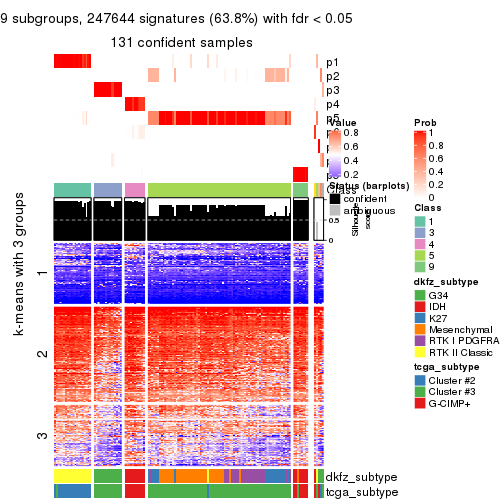 9 subgroups, 247644 signatures (63.8%) with fdr < 0.05
131 confident samples
p1
p2
p3
p4
p5
Class
Silhouette
score
0.5
0
k-means with 3 groups
1
2
3
dkfz_subtype
tcga_subtype
Value
0.8
0.6
0.4
0.2
Status (barplots)
confident
ambiguous
Prob
1
0.8
0.6
0.4
0.2
0
Class
1
3
4
5
9
dkfz_subtype
G34
IDH
K27
Mesenchymal
RTK I PDGFRA
RTK II Classic
tcga_subtype
Cluster #2
Cluster #3
G-CIMP+